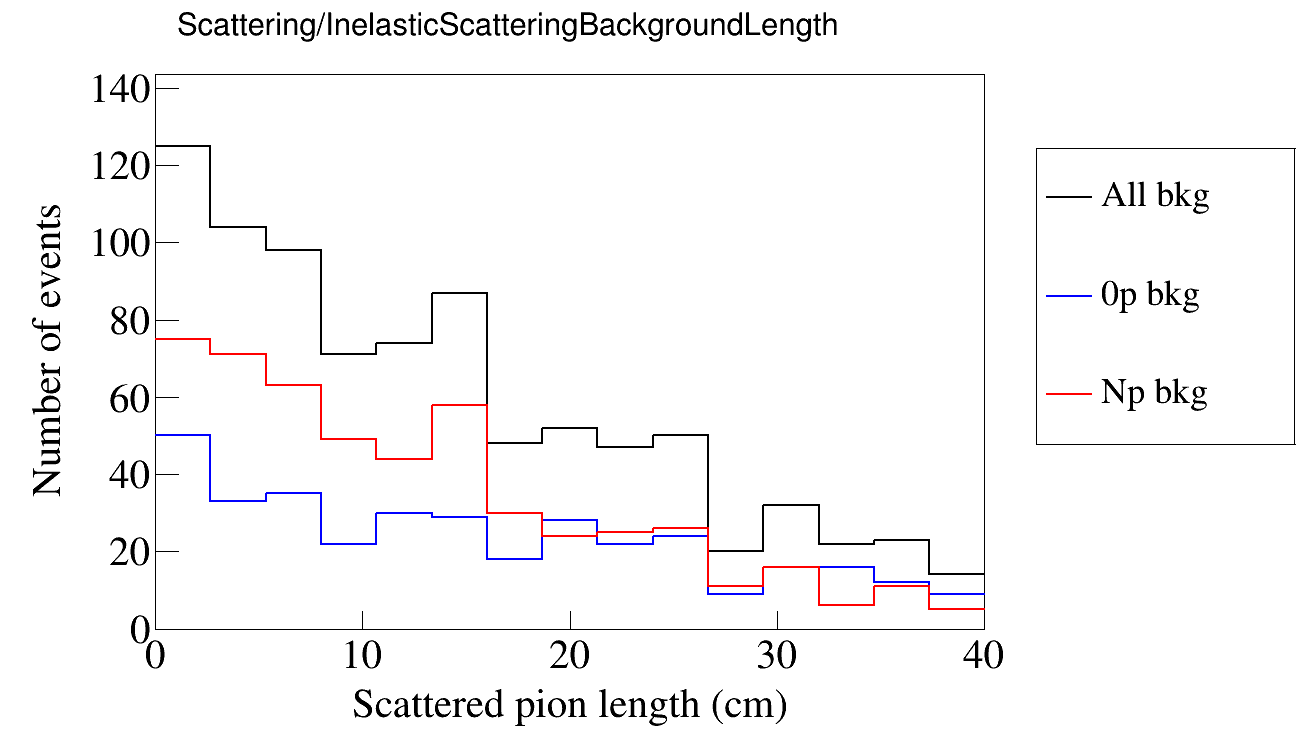 Scattering/InelasticScatteringBackgroundLength
140
120
100
80
60
40
20
0
0 10 20 30 40
Number of events
Scattered pion length (cm)
All bkg
0p bkg
Np bkg